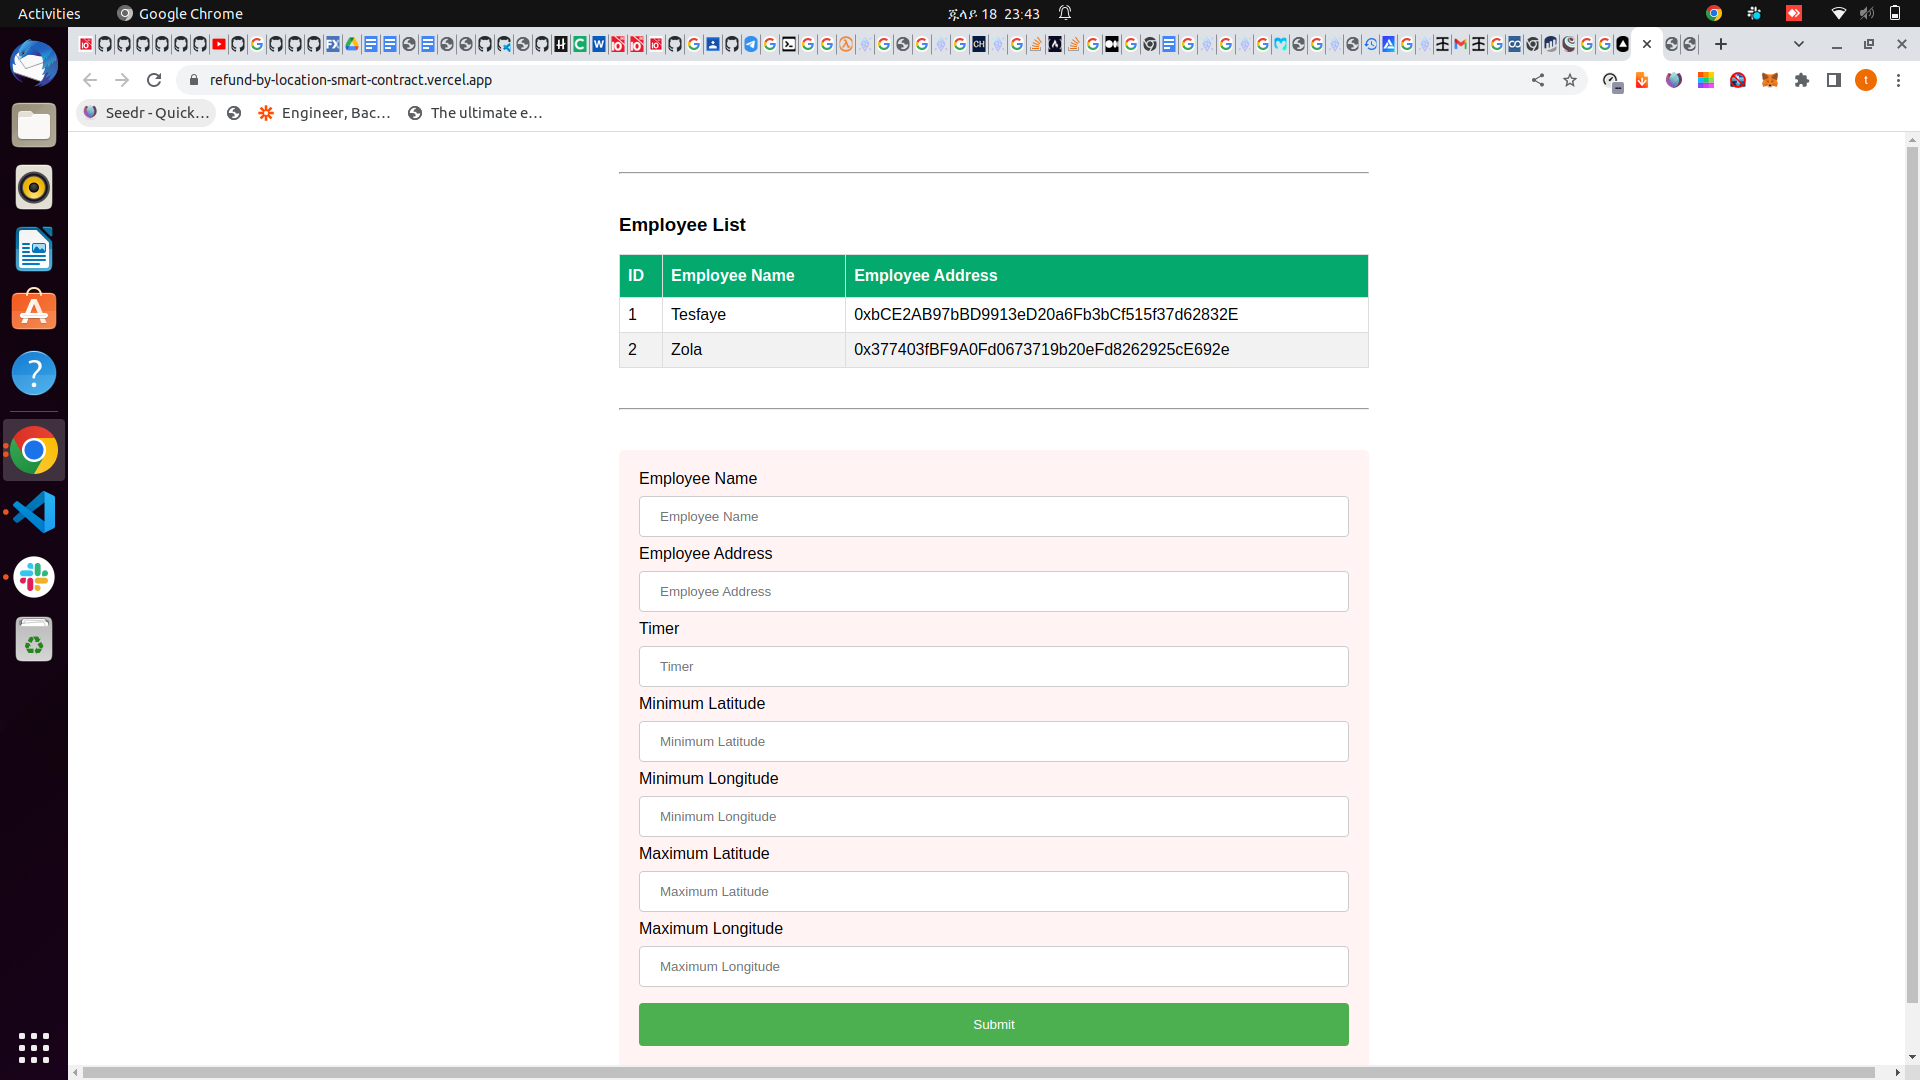 Activities
Google Chrome
ጁላይ 18 23:43
refund-by-location-smart-contract.vercel.app
t
Seedr - Quick…
Engineer, Bac…
The ultimate e…
Employee List
ID Employee Name Employee Address
1 Tesfaye 0xbCE2AB97bBD9913eD20a6Fb3bCf515f37d62832E
2 Zola 0x377403fBF9A0Fd0673719b20eFd8262925cE692e
Employee Name
Employee Name
Employee Address
Employee Address
Timer
Timer
Minimum Latitude
Minimum Latitude
Minimum Longitude
Minimum Longitude
Maximum Latitude
Maximum Latitude
Maximum Longitude
Maximum Longitude
Submit